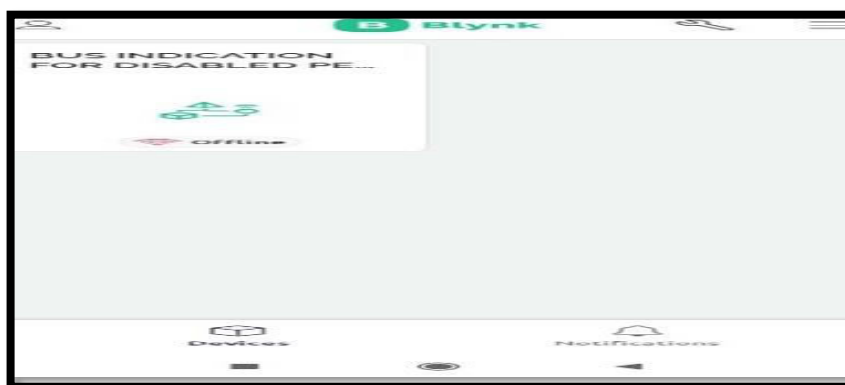 B Blynk
BUS INDICATION
FOR DISABLED PE...
Offline
Devices
Notifications